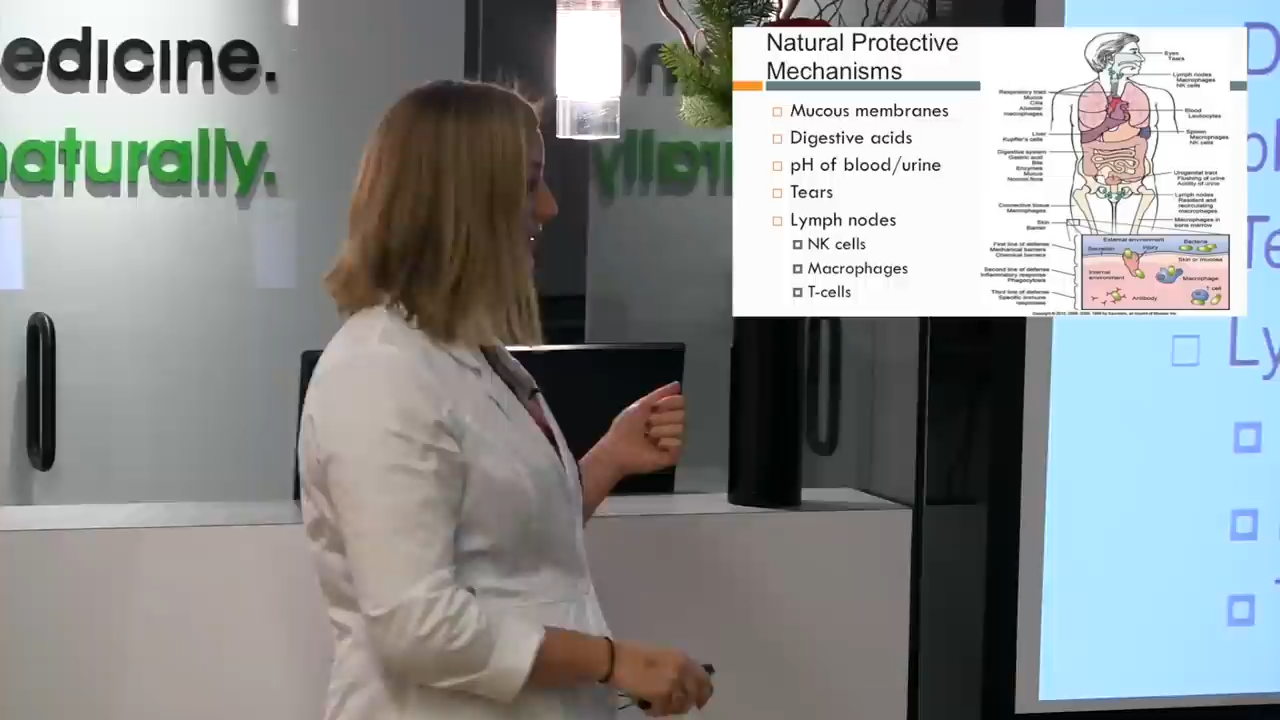 edicine.
naturally.
Natural Protective
Mechanisms
Mucous membranes
Digestive acids
pH of blood/urine
Tears
Lymph nodes
NK cells
Macrophages
T-cells
Eyes
Tears
Lymph nodes
Macrophages
NK cells
Respiratory tract
Mucus
Cilia
Alveolar
macrophages
Blood
Leukocytes
Spleen
Macrophages
NK cells
Liver
Kupffer's cells
Digestive system
Gastric acid
Bile
Enzymes
Mucus
Normal flora
Urogenital tract
Flushing of urine
Acidity of urine
Lymph nodes
Resident and
recirculating
macrophages
Connective tissue
Macrophages
Macrophages in
bone marrow
Skin
Barrier
First line of defense
Mechanical barriers
Chemical barriers
Second line of defense
Inflammatory response
Phagocytosis
Third line of defense
Specific immune
responses
External environment
Secretion
Injury
Bacteria
Skin or mucosa
Internal
environment
Macrophage
T cell
Antibody
D
Te
Ly